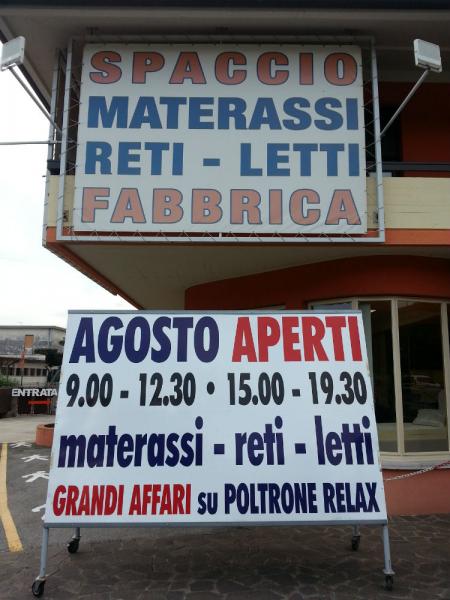 SPACCIO
MATERASSI
RETI - LETTI
FABBRICA
AGOSTO APERTI
9.00 - 12.30 • 15.00 - 19.30
ENTRATA
materassi - reti - letti
GRANDI AFFARI su POLTRONE RELAX